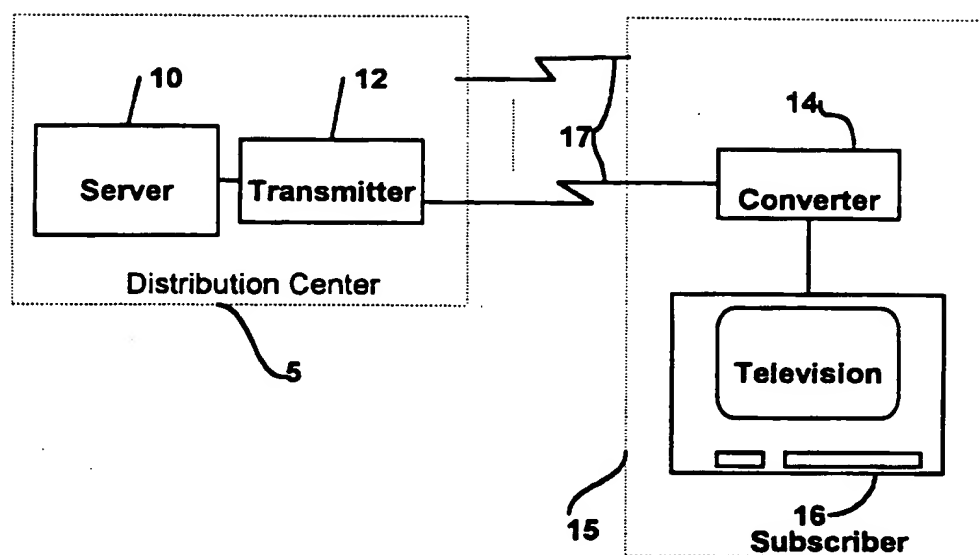 10
12
Server
Transmitter
Distribution Center
5
17
14
Converter
Television
15
16
Subscriber